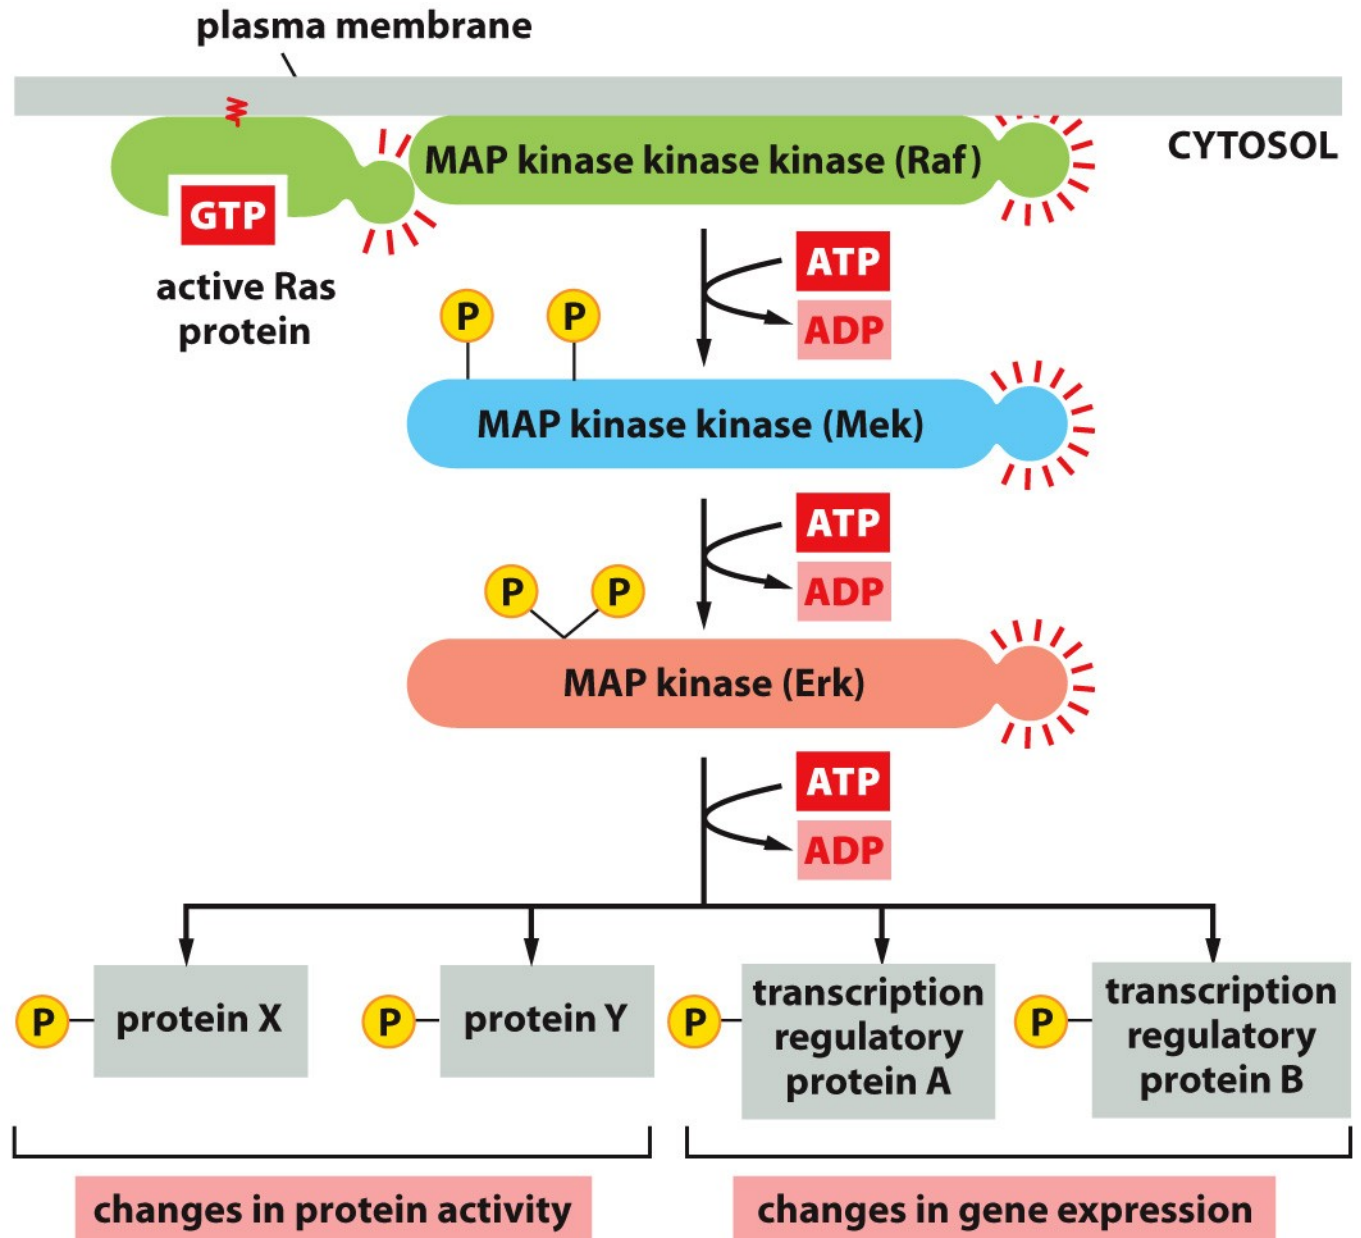 plasma membrane
CYTOSOL
MAP kinase kinase kinase (Raf)
GTP
active Ras
protein
ATP
ADP
P
P
MAP kinase kinase (Mek)
ATP
ADP
P
P
MAP kinase (Erk)
ATP
ADP
P
protein X
P
protein Y
P
transcription
regulatory
protein A
P
transcription
regulatory
protein B
changes in protein activity
changes in gene expression